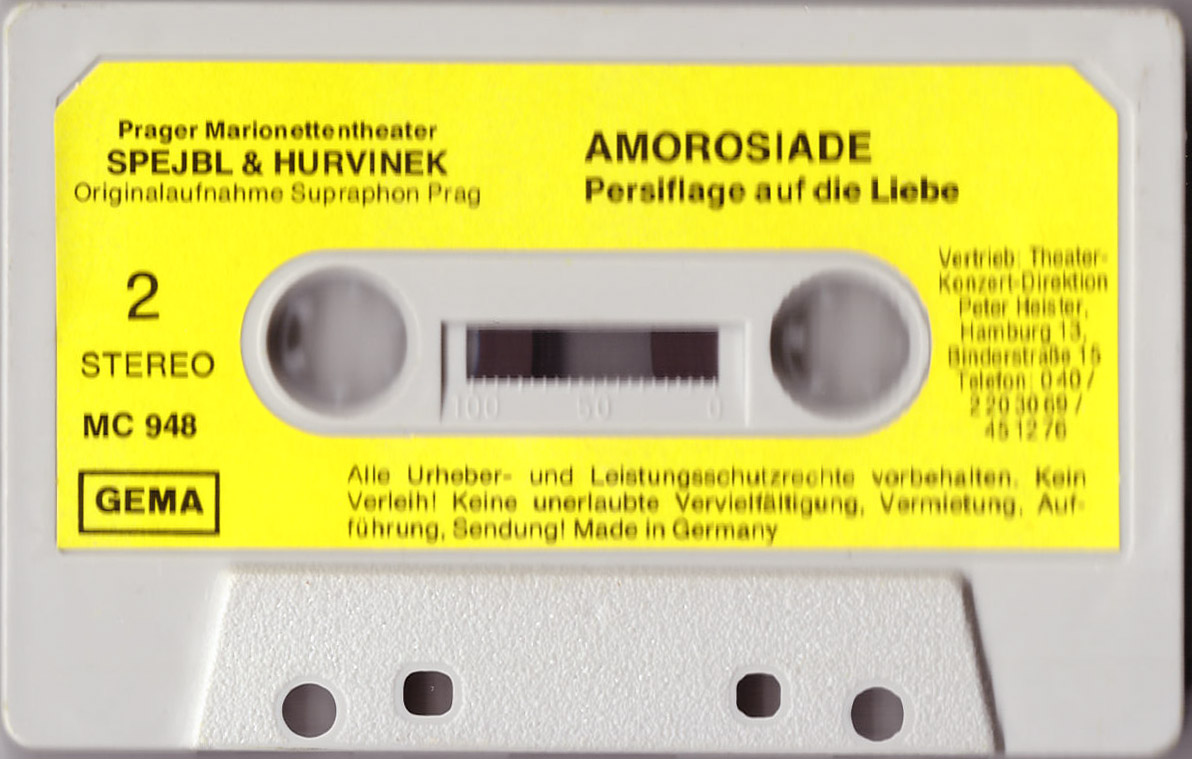 Prager Marionettentheater
SPEJBL & HURVINEK
Originalaufnahme Supraphon Prag
AMOROSIADE
Persiflage auf die Liebe
2
STEREO
MC 948
GEMA
100 50 0
Vertrieb: Theater-
Konzert-Direktion
Peter Heister,
Hamburg 13,
Binderstraße 15
Telefon: 0 40 /
2 20 30 69 /
45 12 76
Alle Urheber- und Leistungsschutzrechte vorbehalten. Kein
Verleih! Keine unerlaubte Vervielfältigung, Vermietung, Auf-
führung, Sendung! Made in Germany